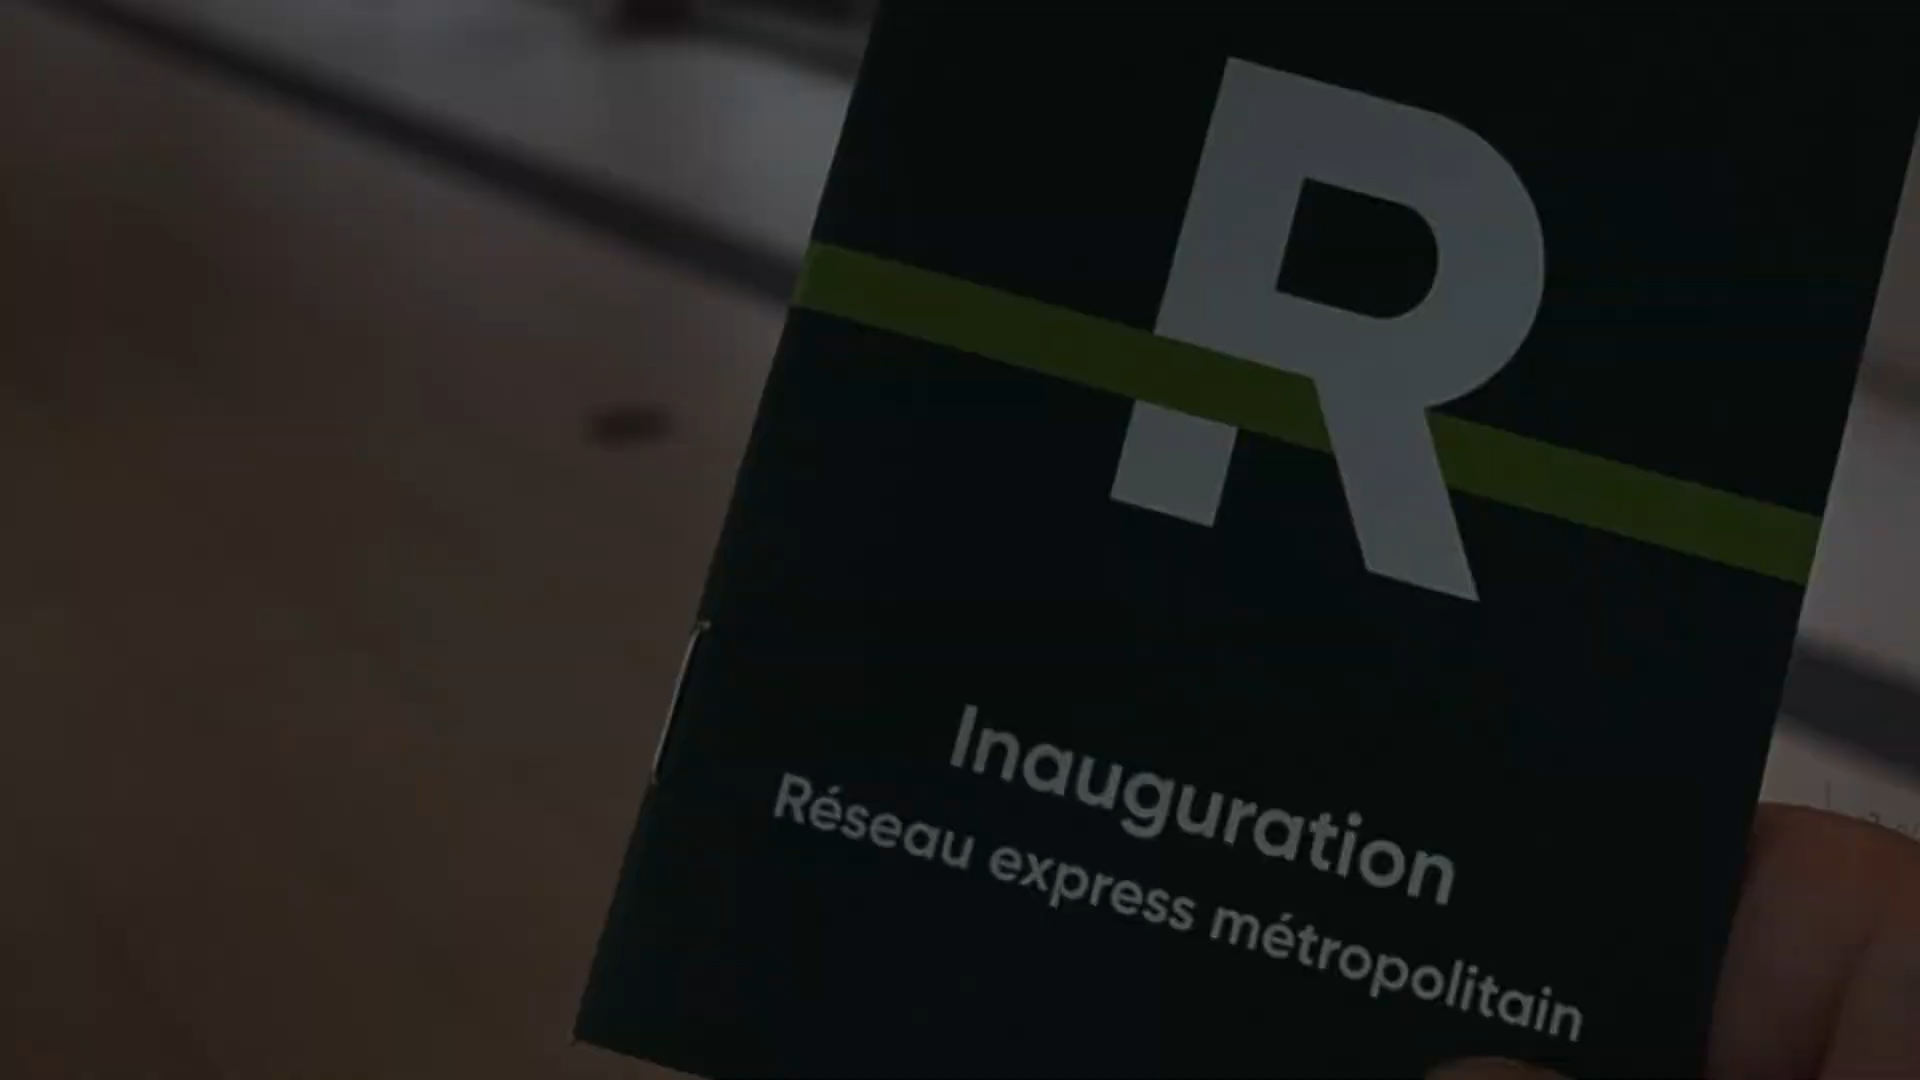 R
Inauguration
Réseau express métropolitain